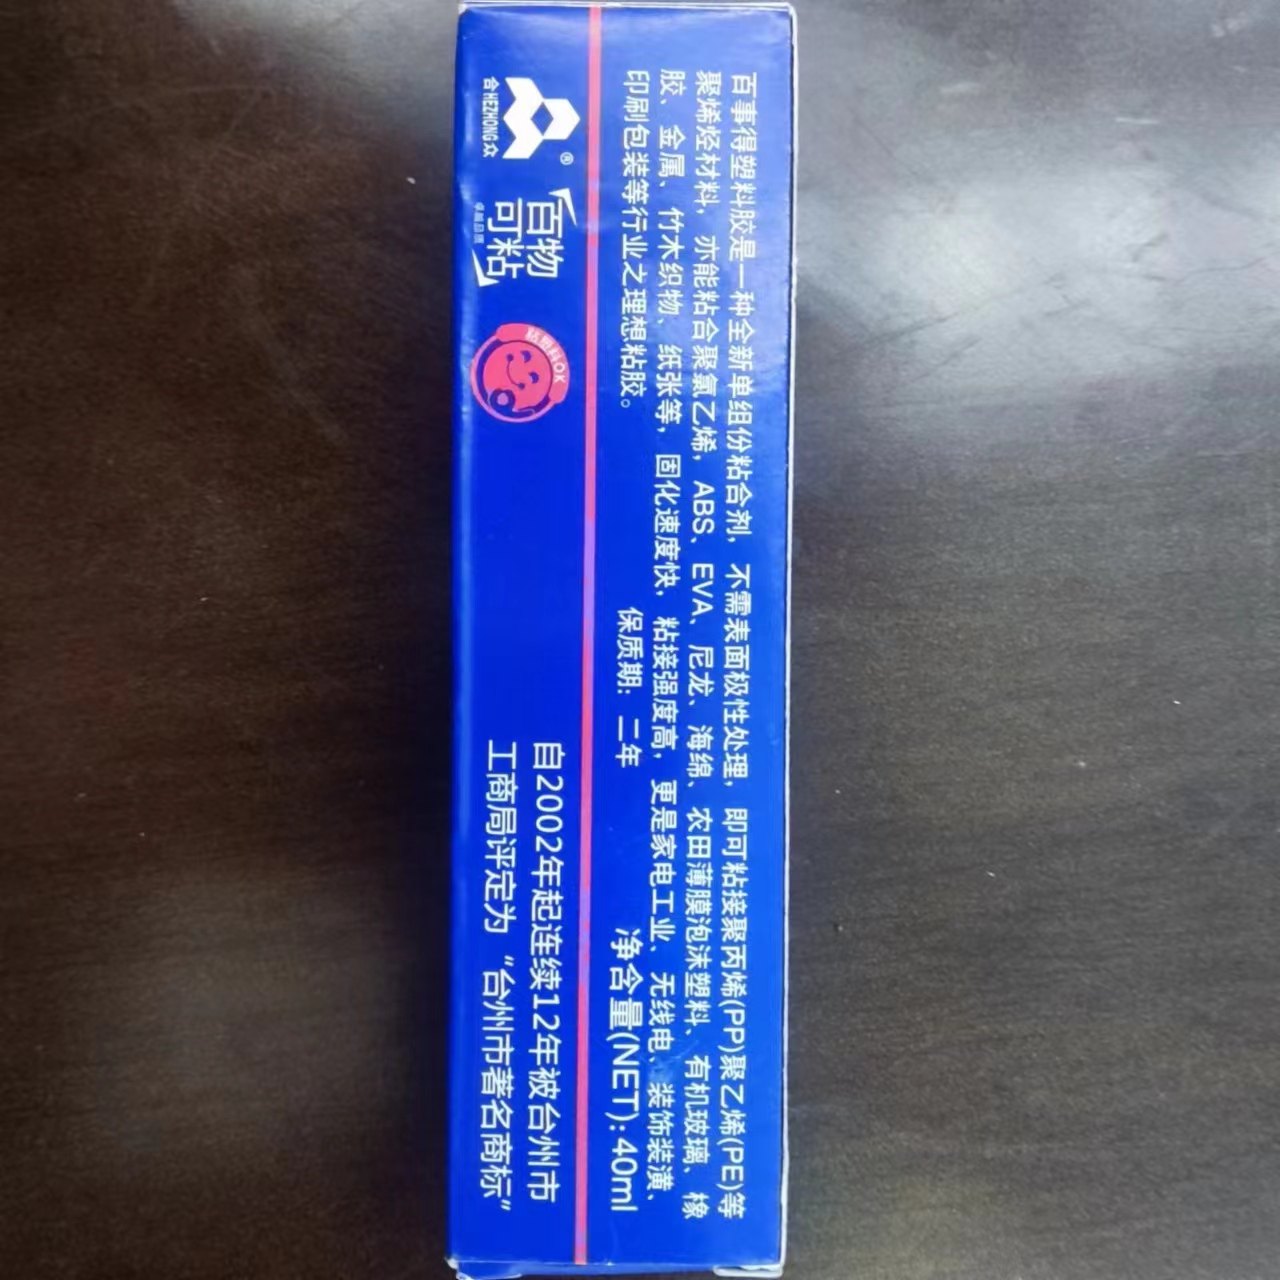 百事得塑料胶是一种全新单组份粘合剂，不需表面极性处理，即可粘接聚丙烯(PP)聚乙烯(PE)等
聚烯烃材料，亦能粘合聚氯乙烯，ABS、EVA、尼龙、海绵、农田薄膜泡沫塑料、有机玻璃、橡
胶、金属、竹木织物、纸张等，固化速度快，粘接强度高，更是家电工业、无线电、装饰装潢、
印刷包装等行业之理想粘胶。
保质期：二年
净含量(NET): 40ml
®
合 HEZHONG 众
百物
可粘
卓越品质
自2002年起连续12年被台州市
工商局评定为“台州市著名商标”